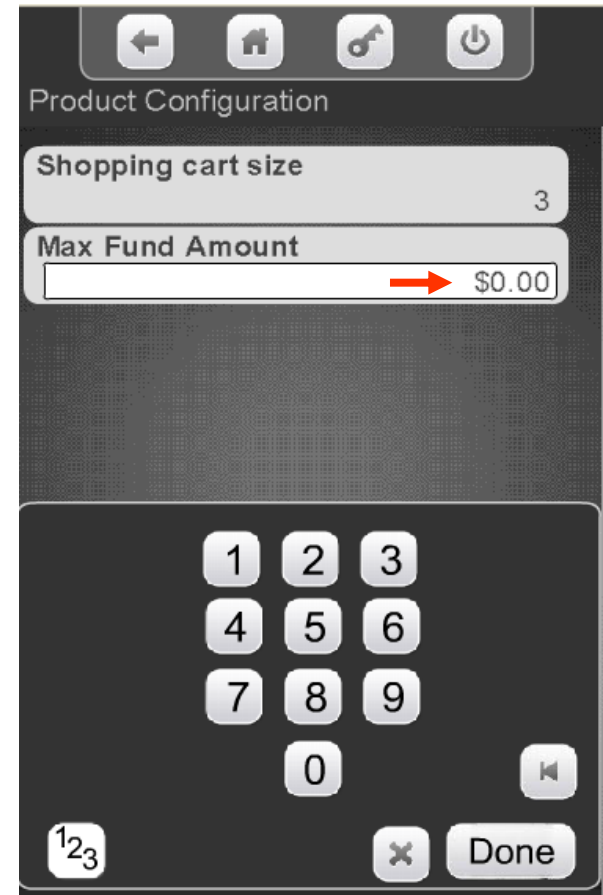 Product Configuration
Shopping cart size
3
Max Fund Amount
$0.00
1 2 3
4 5 6
7 8 9
0
123 Done